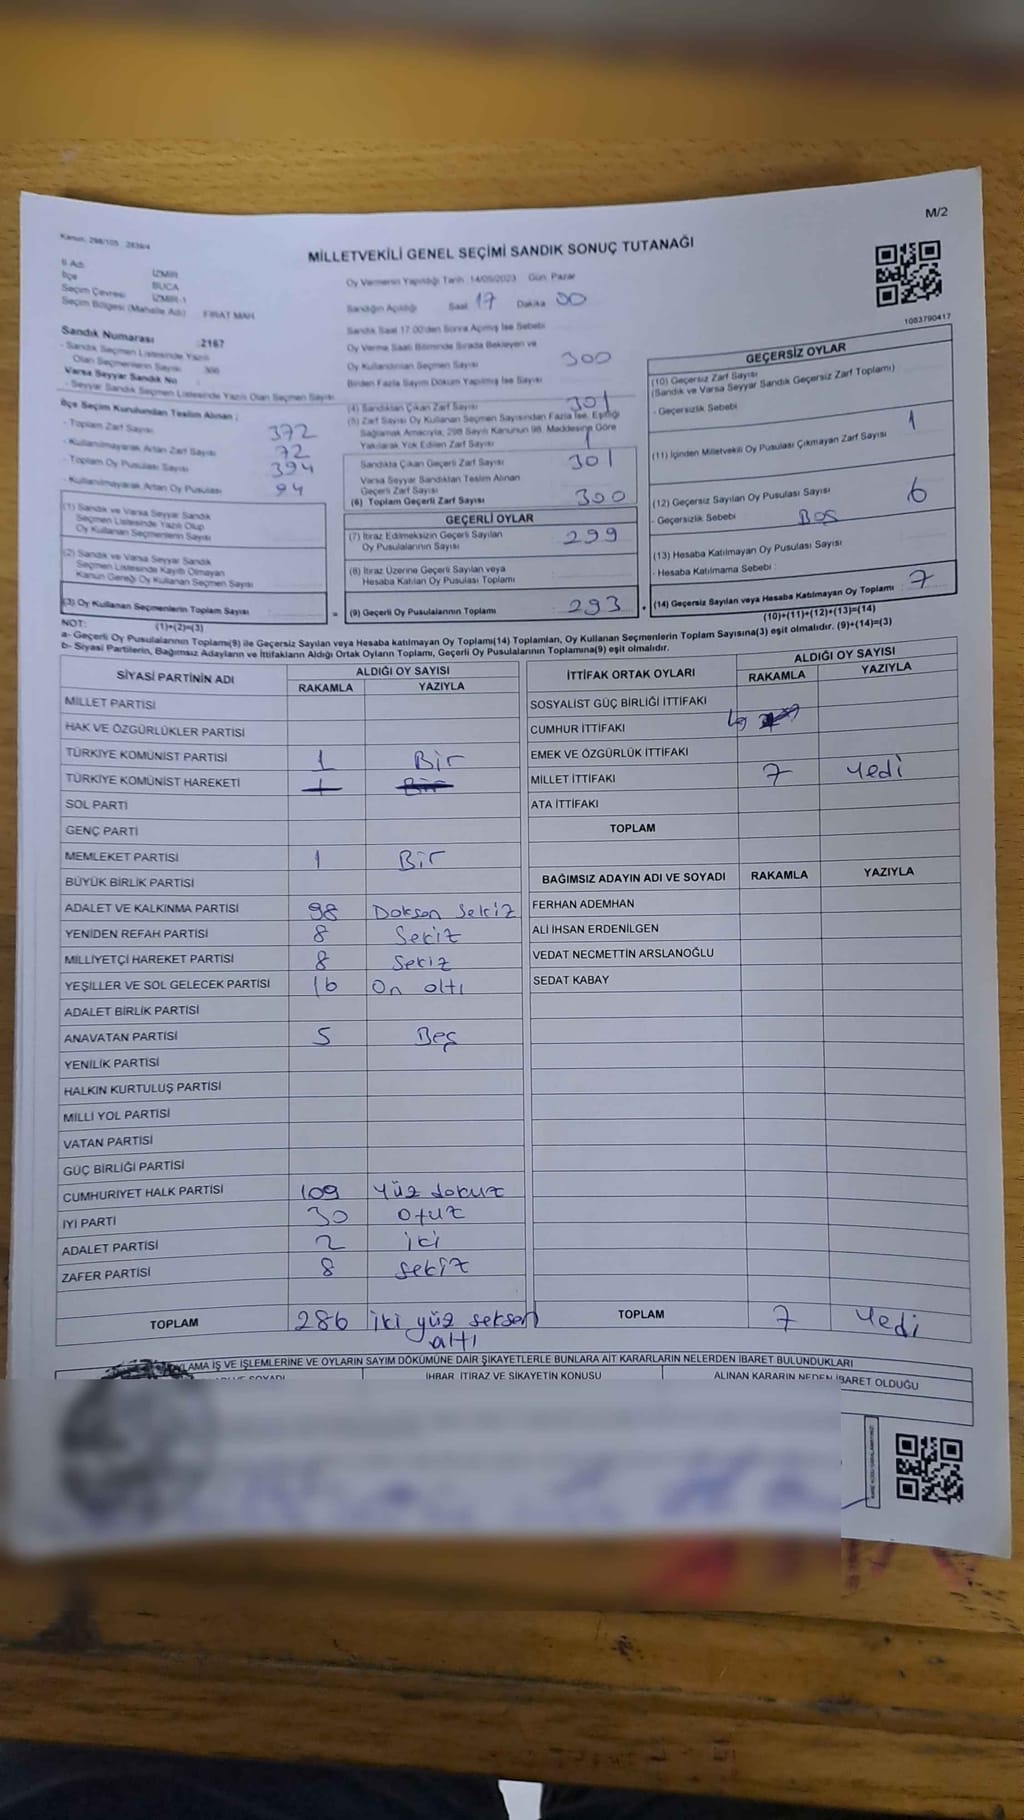 M/2
Kanun: 298/105 : 2839/4
MİLLETVEKİLİ GENEL SEÇİMİ SANDIK SONUÇ TUTANAĞI
İl Adı İZMİR
İlçe BUCA
Seçim Çevresi İZMİR-1
Seçim Bölgesi (Mahalle Adı) : FIRAT MAH.
Oy Vermenin Yapıldığı Tarih: 14/05/2023 Gün: Pazar
Sandığın Açıldığı Saat 17 Dakika 00
Sandık Saat 17.00'den Sonra Açılmış İse Sebebi
1083790417
Sandık Numarası :2167
- Sandık Seçmen Listesinde Yazılı
Olan Seçmenlerin Sayısı
Varsa Seyyar Sandık No
- Seyyar Sandık Seçmen Listesinde Yazılı Olan Seçmen Sayısı
Oy Verme Saati Bitiminde Sırada Bekleyen ve
Oy Kullandırılan Seçmen Sayısı 300
Birden Fazla Sayım Döküm Yapılmış İse Sayısı
İlçe Seçim Kurulundan Teslim Alınan :
- Toplam Zarf Sayısı 372
- Kullanılmayarak Artan Zarf Sayısı 72
- Toplam Oy Pusulası Sayısı 394
- Kullanılmayarak Artan Oy Pusulası 94
(4) Sandıktan Çıkan Zarf Sayısı 301
(5) Zarf Sayısı Oy Kullanan Seçmen Sayısından Fazla İse, Eşitliği
Sağlamak Amacıyla, 298 Sayılı Kanunun 98. Maddesine Göre
Yakılarak Yok Edilen Zarf Sayısı 1
Sandıkta Çıkan Geçerli Zarf Sayısı 301
Varsa Seyyar Sandıktan Teslim Alınan
Geçerli Zarf Sayısı
(6) Toplam Geçerli Zarf Sayısı 300
(1) Sandık ve Varsa Seyyar Sandık
Seçmen Listesinde Yazılı Olup
Oy Kullanan Seçmenlerin Sayısı
(2) Sandık ve Varsa Seyyar Sandık
Seçmen Listesinde Kayıtlı Olmayan
Kanun Gereği Oy Kullanan Seçmen Sayısı
(3) Oy Kullanan Seçmenlerin Toplam Sayısı
(1)+(2)=(3)
GEÇERLİ OYLAR
(7) İtiraz Edilmeksizin Geçerli Sayılan
Oy Pusulalarının Sayısı 299
(8) İtiraz Üzerine Geçerli Sayılan veya
Hesaba Katılan Oy Pusulası Toplamı
= (9) Geçerli Oy Pusulalarının Toplamı 293
GEÇERSİZ OYLAR
(10) Geçersiz Zarf Sayısı
(Sandık ve Varsa Seyyar Sandık Geçersiz Zarf Toplamı)
- Geçersizlik Sebebi
(11) İçinden Milletvekili Oy Pusulası Çıkmayan Zarf Sayısı 1
(12) Geçersiz Sayılan Oy Pusulası Sayısı 6
- Geçersizlik Sebebi BOŞ
(13) Hesaba Katılmayan Oy Pusulası Sayısı
- Hesaba Katılmama Sebebi :
+ (14) Geçersiz Sayılan veya Hesaba Katılmayan Oy Toplamı 7
(10)+(11)+(12)+(13)=(14)
NOT:
a- Geçerli Oy Pusulalarının Toplamı(9) ile Geçersiz Sayılan veya Hesaba katılmayan Oy Toplamı(14) Toplamları, Oy Kullanan Seçmenlerin Toplam Sayısına(3) eşit olmalıdır. (9)+(14)=(3)
b- Siyasi Partilerin, Bağımsız Adayların ve İttifakların Aldığı Ortak Oyların Toplamı, Geçerli Oy Pusulalarının Toplamına(9) eşit olmalıdır.
SİYASİ PARTİNİN ADI ALDIĞI OY SAYISI
RAKAMLA YAZIYLA
MİLLET PARTİSİ
HAK VE ÖZGÜRLÜKLER PARTİSİ
TÜRKİYE KOMÜNİST PARTİSİ 1 Bir
TÜRKİYE KOMÜNİST HAREKETİ 1 Bir
SOL PARTİ
GENÇ PARTİ
MEMLEKET PARTİSİ 1 Bir
BÜYÜK BİRLİK PARTİSİ
ADALET VE KALKINMA PARTİSİ 98 Doksan Sekiz
YENİDEN REFAH PARTİSİ 8 Sekiz
MİLLİYETÇİ HAREKET PARTİSİ 8 Sekiz
YEŞİLLER VE SOL GELECEK PARTİSİ 16 On altı
ADALET BİRLİK PARTİSİ
ANAVATAN PARTİSİ 5 Beş
YENİLİK PARTİSİ
HALKIN KURTULUŞ PARTİSİ
MİLLİ YOL PARTİSİ
VATAN PARTİSİ
GÜÇ BİRLİĞİ PARTİSİ
CUMHURİYET HALK PARTİSİ 109 Yüz dokuz
İYİ PARTİ 30 Otuz
ADALET PARTİSİ 2 iki
ZAFER PARTİSİ 8 Sekiz
TOPLAM 286 iki yüz seksen
altı
İTTİFAK ORTAK OYLARI ALDIĞI OY SAYISI
RAKAMLA YAZIYLA
SOSYALİST GÜÇ BİRLİĞİ İTTİFAKI
CUMHUR İTTİFAKI
EMEK VE ÖZGÜRLÜK İTTİFAKI
MİLLET İTTİFAKI 7 Yedi
ATA İTTİFAKI
TOPLAM
BAĞIMSIZ ADAYIN ADI VE SOYADI RAKAMLA YAZIYLA
FERHAN ADEMHAN
ALİ İHSAN ERDENİLGEN
VEDAT NECMETTİN ARSLANOĞLU
SEDAT KABAY
TOPLAM 7 Yedi
OYLAMA İŞ VE İŞLEMLERİNE VE OYLARIN SAYIM DÖKÜMÜNE DAİR ŞİKAYETLERLE BUNLARA AİT KARARLARIN NELERDEN İBARET BULUNDUKLARI
SOYADI İHBAR, İTİRAZ VE ŞİKAYETİN KONUSU ALINAN KARARIN NEDEN İBARET OLDUĞU